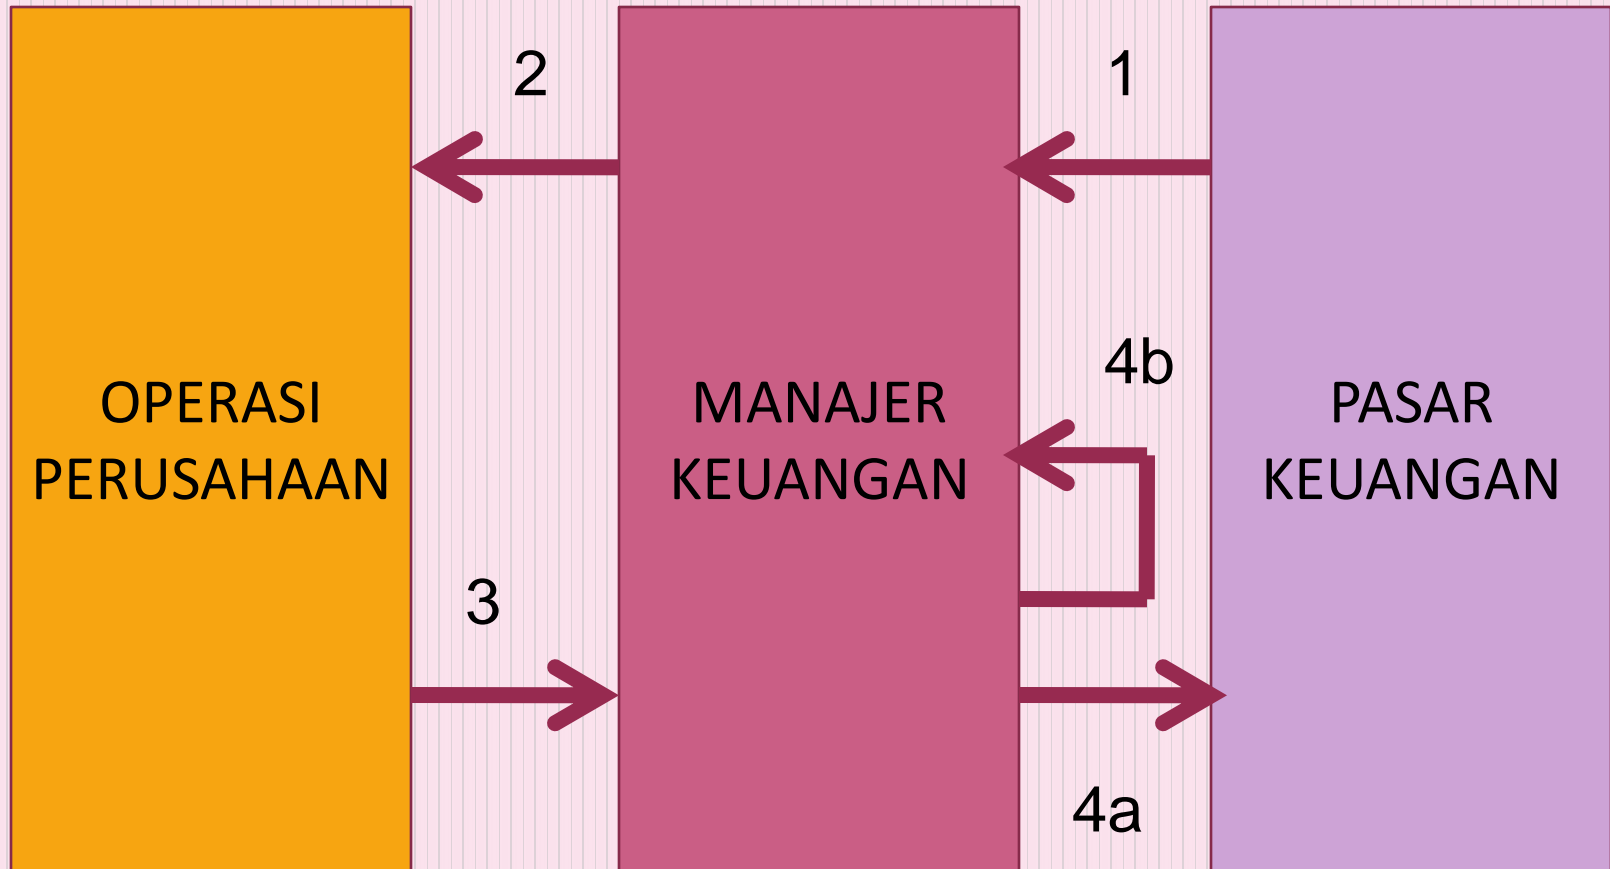 2
1
4b
OPERASI
PERUSAHAAN
MANAJER
KEUANGAN
PASAR
KEUANGAN
3
4a